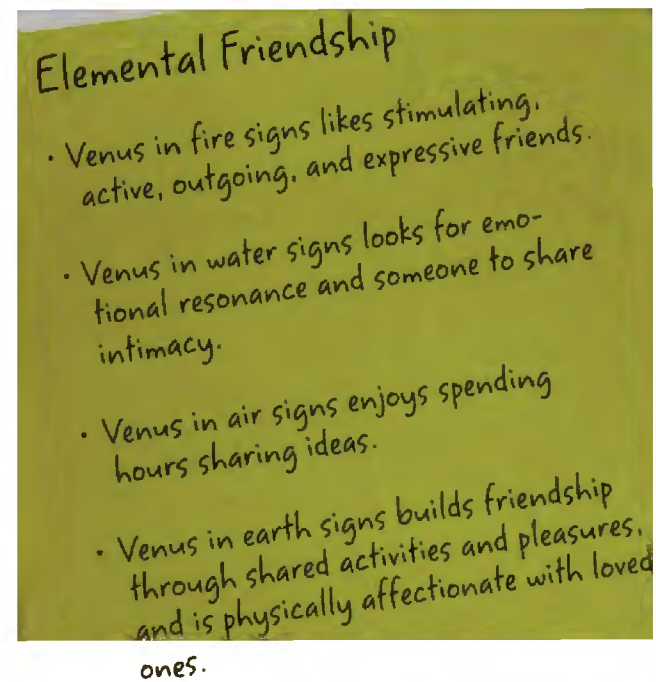 Elemental Friendship
· Venus in fire signs likes stimulating,
active, outgoing, and expressive friends.
· Venus in water signs looks for emo-
tional resonance and someone to share
intimacy.
· Venus in air signs enjoys spending
hours sharing ideas.
· Venus in earth signs builds friendship
through shared activities and pleasures,
and is physically affectionate with loved
ones.